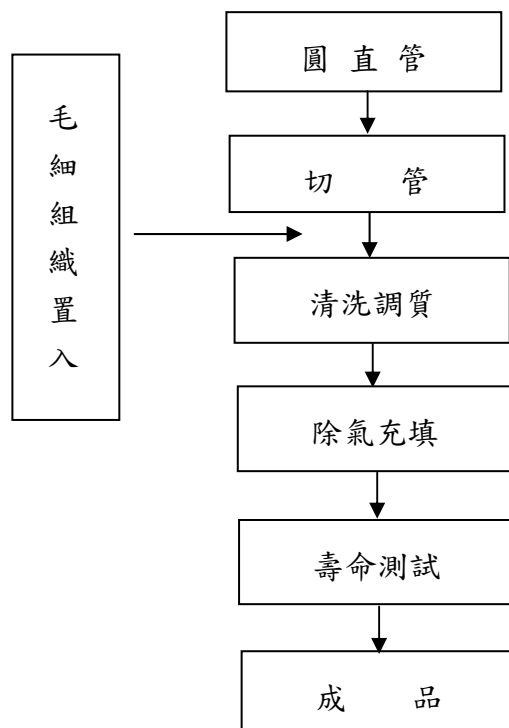 圓直管
毛細組織置入
切管
清洗調質
除氣充填
壽命測試
成品